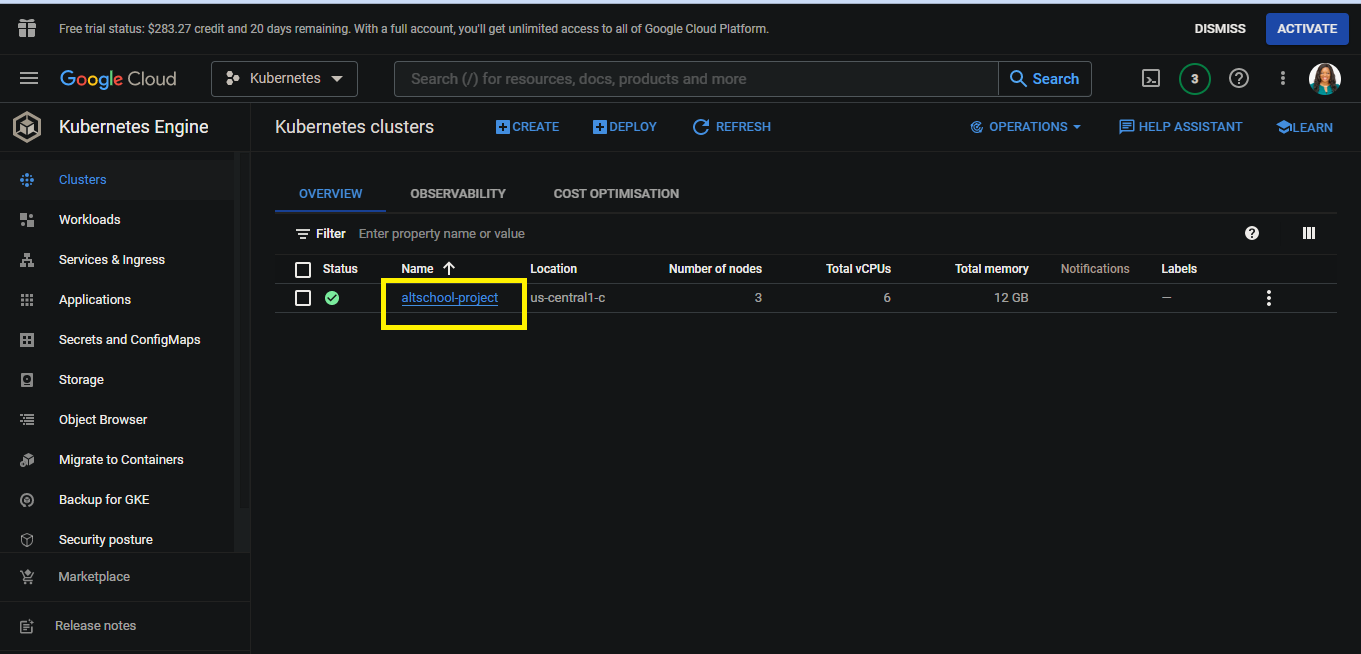 Free trial status: $283.27 credit and 20 days remaining. With a full account, you'll get unlimited access to all of Google Cloud Platform.
DISMISS
ACTIVATE
Google Cloud
Kubernetes
Search (/) for resources, docs, products and more
Search
3
Kubernetes Engine
Kubernetes clusters
CREATE
DEPLOY
REFRESH
OPERATIONS
HELP ASSISTANT
LEARN
Clusters
Workloads
Services & Ingress
Applications
Secrets and ConfigMaps
Storage
Object Browser
Migrate to Containers
Backup for GKE
Security posture
Marketplace
Release notes
OVERVIEW OBSERVABILITY COST OPTIMISATION
Filter Enter property name or value
Status Name Location Number of nodes Total vCPUs Total memory Notifications Labels
altschool-project us-central1-c 3 6 12 GB —